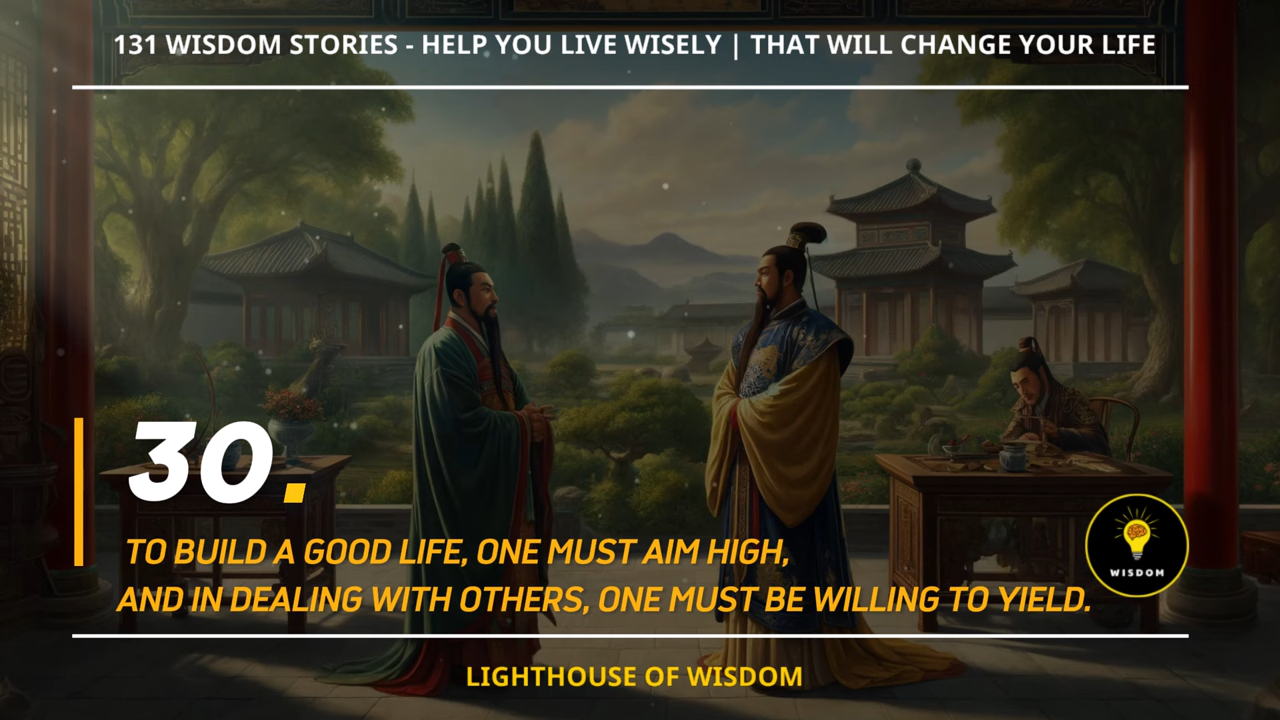 131 WISDOM STORIES - HELP YOU LIVE WISELY | THAT WILL CHANGE YOUR LIFE
30.
TO BUILD A GOOD LIFE, ONE MUST AIM HIGH,
AND IN DEALING WITH OTHERS, ONE MUST BE WILLING TO YIELD.
WISDOM
LIGHTHOUSE OF WISDOM